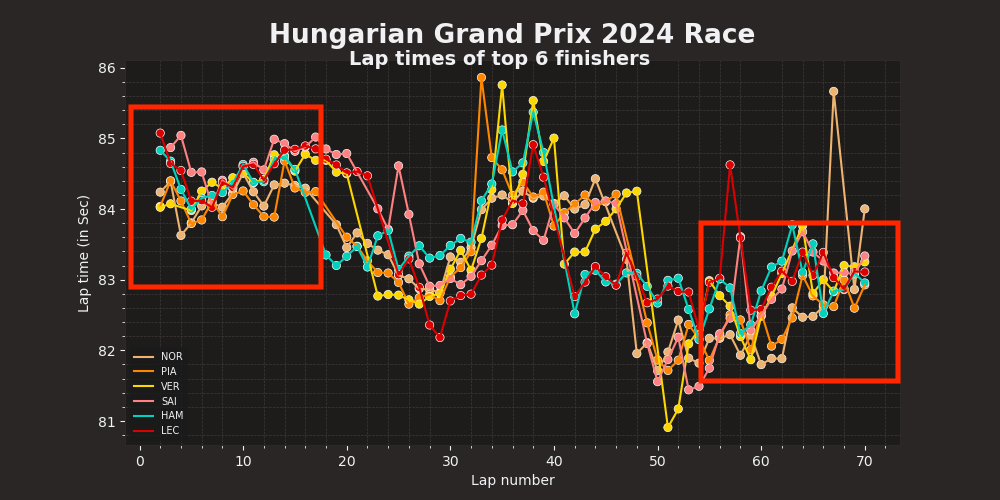 Hungarian Grand Prix 2024 Race
Lap times of top 6 finishers
86
85
84
83
82
81
Lap time (in Sec)
NOR
PIA
VER
SAI
HAM
LEC
0 10 20 30 40 50 60 70
Lap number